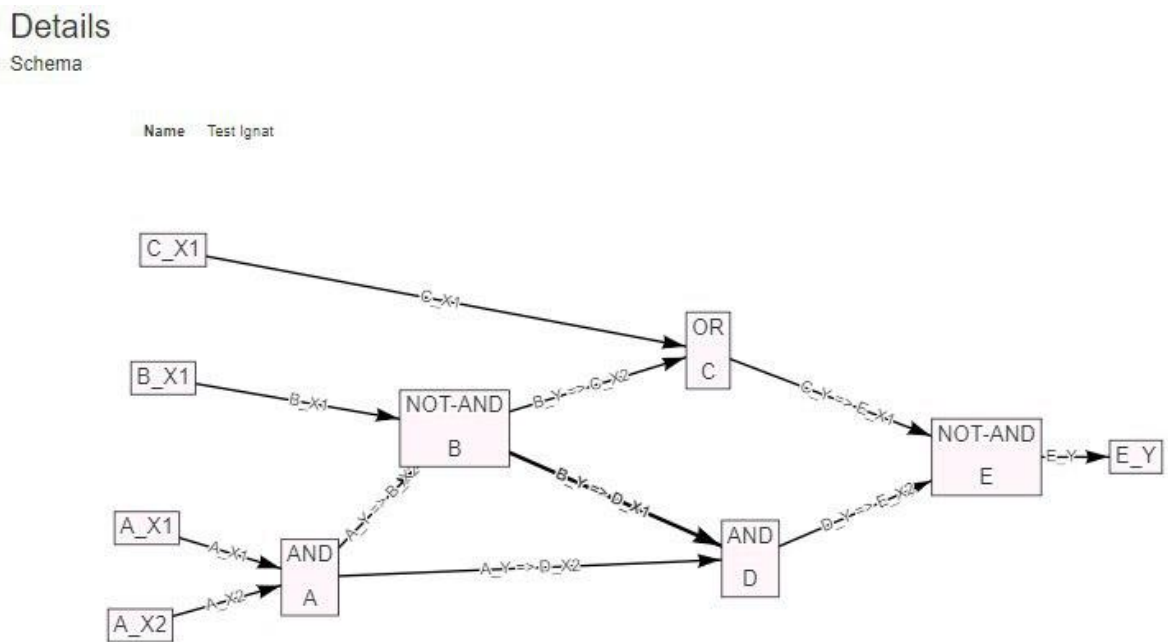 Details
Schema
Name Test Ignat
C_X1
C_X1
OR
C
B_X1
B_X1
NOT-AND
B
B_Y => C_X2
C_Y => E_X1
NOT-AND
E
E_Y
E_Y
A_Y => B_X2
B_Y => D_X1
D_Y => E_X2
A_X1
A_X1
AND
A
A_Y => D_X2
AND
D
A_X2
A_X2